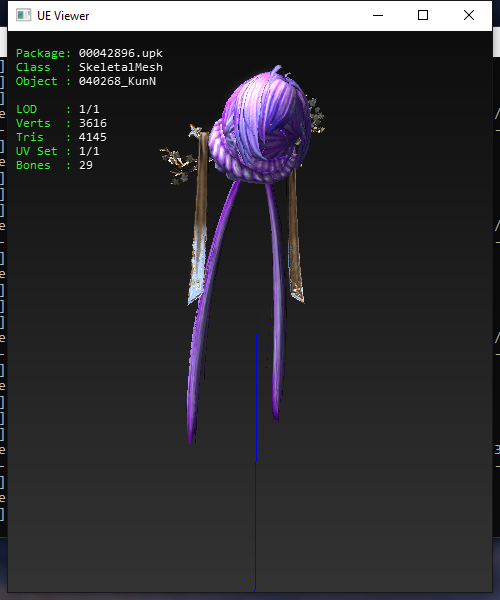 UE Viewer
Package: 00042896.upk
Class : SkeletalMesh
Object : 040268_KunN
LOD : 1/1
Verts : 3616
Tris : 4145
UV Set : 1/1
Bones : 29